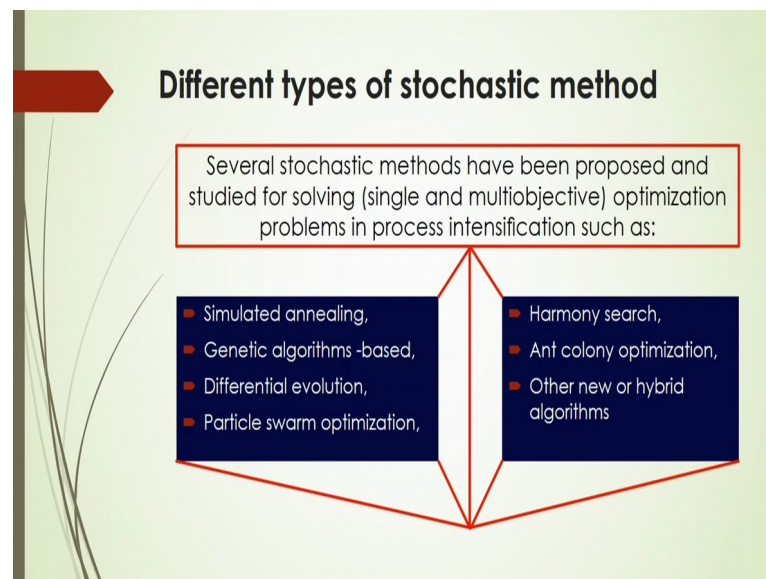 Different types of stochastic method
Several stochastic methods have been proposed and
studied for solving (single and multiobjective) optimization
problems in process intensification such as:
Simulated annealing,
Genetic algorithms -based,
Differential evolution,
Particle swarm optimization,
Harmony search,
Ant colony optimization,
Other new or hybrid
algorithms